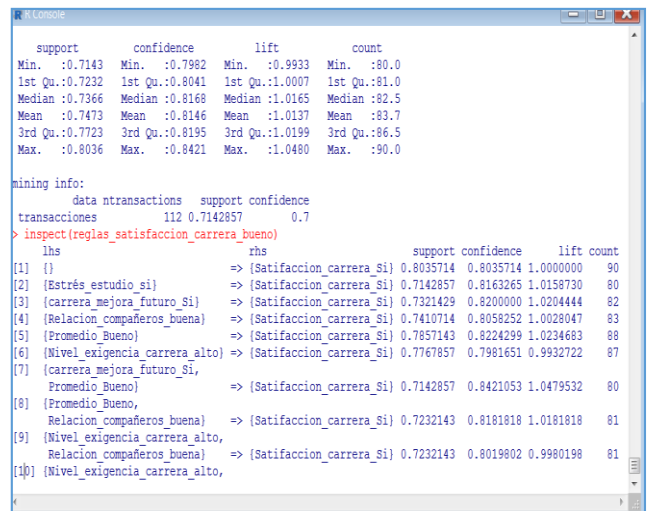 R Console
support confidence lift count
Min. :0.7143 Min. :0.7982 Min. :0.9933 Min. :80.0
1st Qu.:0.7232 1st Qu.:0.8041 1st Qu.:1.0007 1st Qu.:81.0
Median :0.7366 Median :0.8168 Median :1.0165 Median :82.5
Mean :0.7473 Mean :0.8146 Mean :1.0137 Mean :83.7
3rd Qu.:0.7723 3rd Qu.:0.8195 3rd Qu.:1.0199 3rd Qu.:86.5
Max. :0.8036 Max. :0.8421 Max. :1.0480 Max. :90.0
mining info:
data ntransactions support confidence
transacciones 112 0.7142857 0.7
> inspect(reglas_satisfaccion_carrera_bueno)
lhs rhs support confidence lift count
[1] {} => {Satifaccion_carrera_Si} 0.8035714 0.8035714 1.0000000 90
[2] {Estrés_estudio_si} => {Satifaccion_carrera_Si} 0.7142857 0.8163265 1.0158730 80
[3] {carrera_mejora_futuro_Si} => {Satifaccion_carrera_Si} 0.7321429 0.8200000 1.0204444 82
[4] {Relacion_compañeros_buena} => {Satifaccion_carrera_Si} 0.7410714 0.8058252 1.0028047 83
[5] {Promedio_Bueno} => {Satifaccion_carrera_Si} 0.7857143 0.8224299 1.0234683 88
[6] {Nivel_exigencia_carrera_alto} => {Satifaccion_carrera_Si} 0.7767857 0.7981651 0.9932722 87
[7] {carrera_mejora_futuro_Si,
Promedio_Bueno} => {Satifaccion_carrera_Si} 0.7142857 0.8421053 1.0479532 80
[8] {Promedio_Bueno,
Relacion_compañeros_buena} => {Satifaccion_carrera_Si} 0.7232143 0.8181818 1.0181818 81
[9] {Nivel_exigencia_carrera_alto,
Relacion_compañeros_buena} => {Satifaccion_carrera_Si} 0.7232143 0.8019802 0.9980198 81
[10] {Nivel_exigencia_carrera_alto,